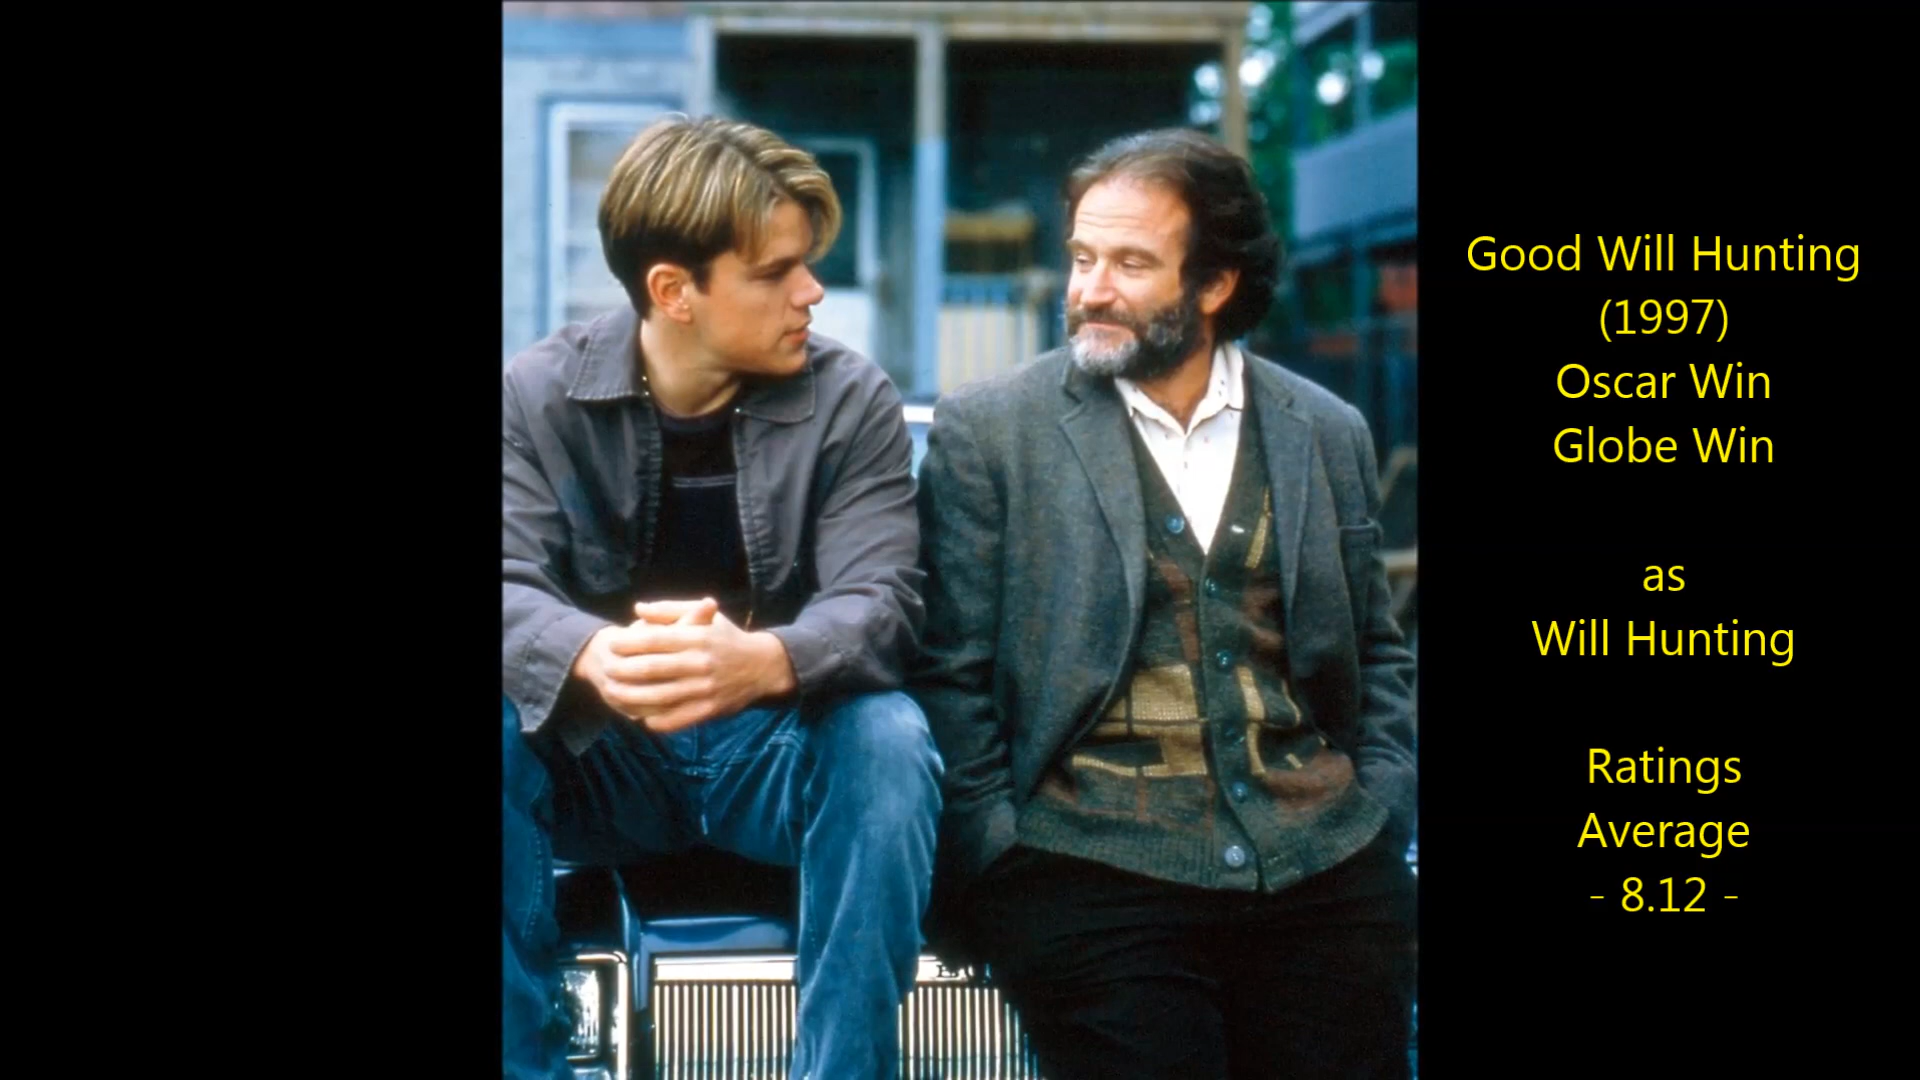 Good Will Hunting
(1997)
Oscar Win
Globe Win
as
Will Hunting
Ratings
Average
- 8.12 -